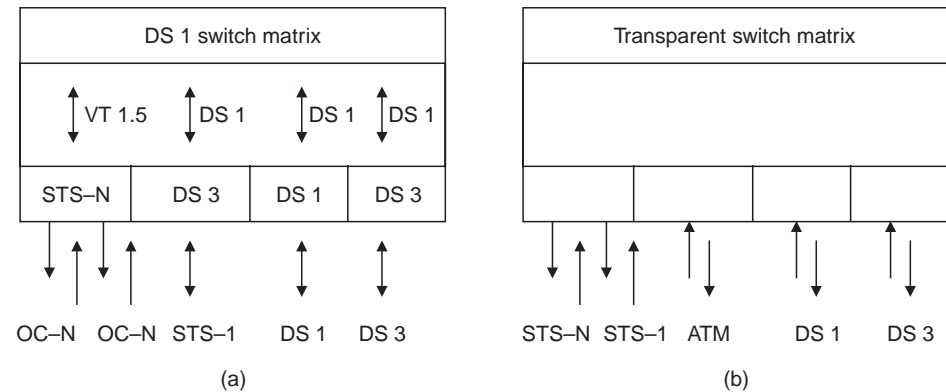 DS 1 switch matrix
VT 1.5 DS 1 DS 1 DS 1
STS–N DS 3 DS 1 DS 3
OC–N OC–N STS–1 DS 1 DS 3
(a)
Transparent switch matrix
STS–N STS–1 ATM DS 1 DS 3
(b)